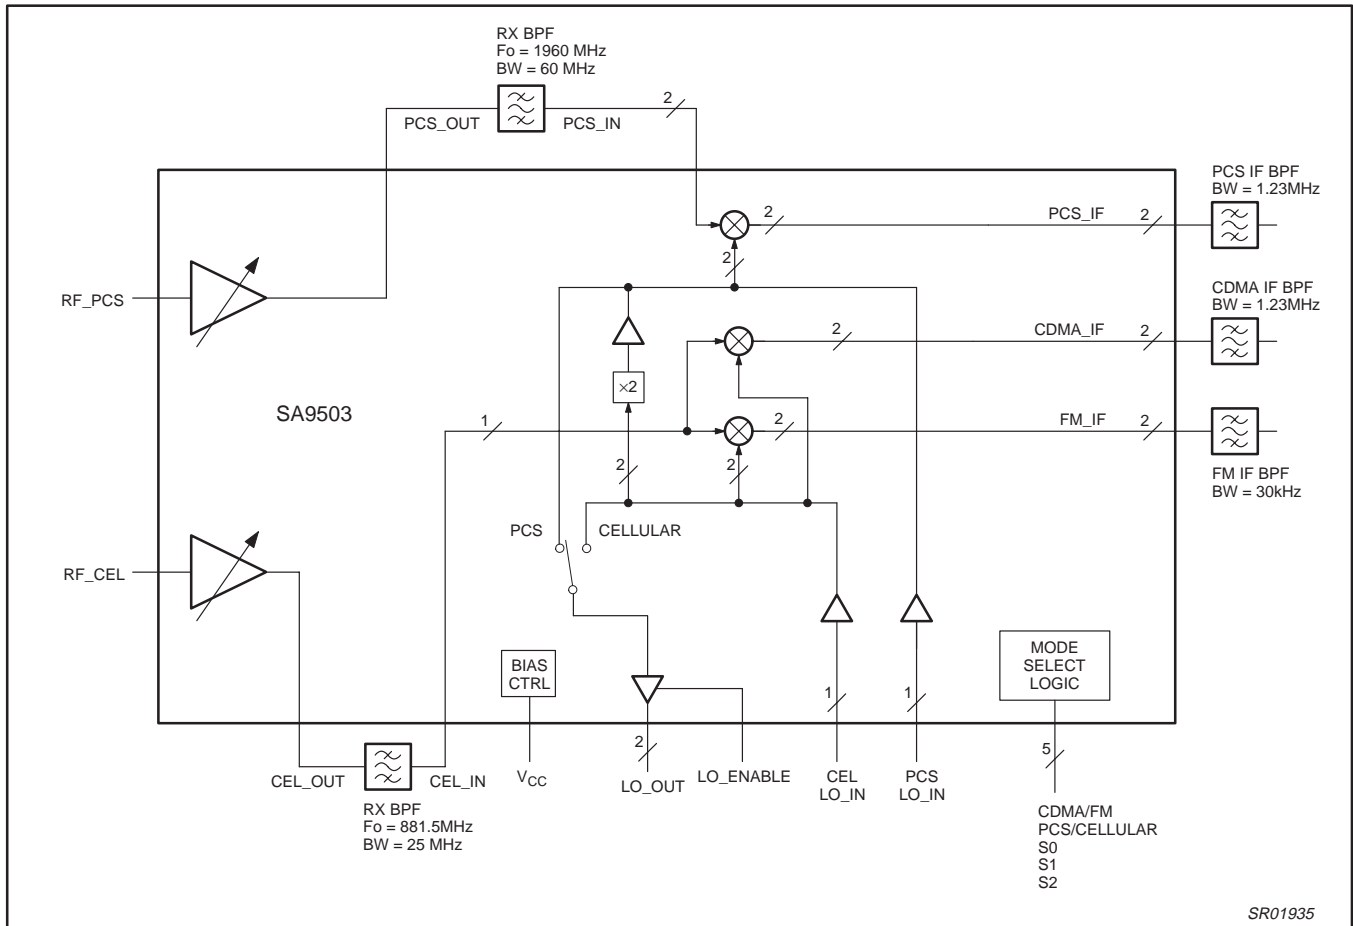 RX BPF
Fo = 1960 MHz
BW = 60 MHz
2
PCS_OUT
PCS_IN
PCS IF BPF
BW = 1.23MHz
2
PCS_IF
2
2
RF_PCS
CDMA IF BPF
BW = 1.23MHz
2
CDMA_IF
2
×2
SA9503
1
2
FM_IF
2
2
2
FM IF BPF
BW = 30kHz
PCS
CELLULAR
RF_CEL
BIAS
CTRL
MODE
SELECT
LOGIC
1
1
2
5
CEL_OUT
CEL_IN
VCC
LO_OUT
LO_ENABLE
CEL
LO_IN
PCS
LO_IN
RX BPF
Fo = 881.5MHz
BW = 25 MHz
CDMA/FM
PCS/CELLULAR
S0
S1
S2
SR01935